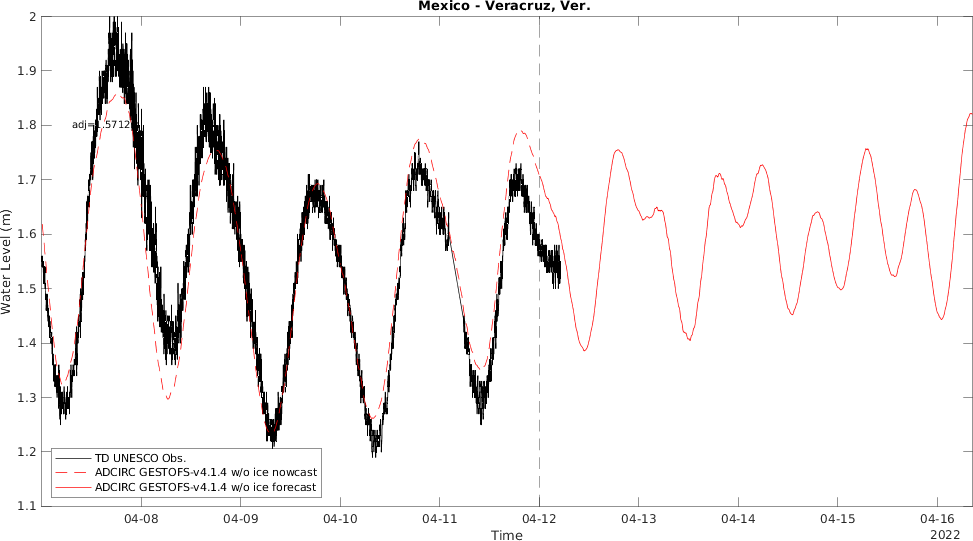 Mexico - Veracruz, Ver.
2
1.9
1.8
1.7
1.6
1.5
1.4
1.3
1.2
1.1
Water Level (m)
adj=1.5712
TD UNESCO Obs.
ADCIRC GESTOFS-v4.1.4 w/o ice nowcast
ADCIRC GESTOFS-v4.1.4 w/o ice forecast
04-08 04-09 04-10 04-11 04-12 04-13 04-14 04-15 04-16
Time
2022